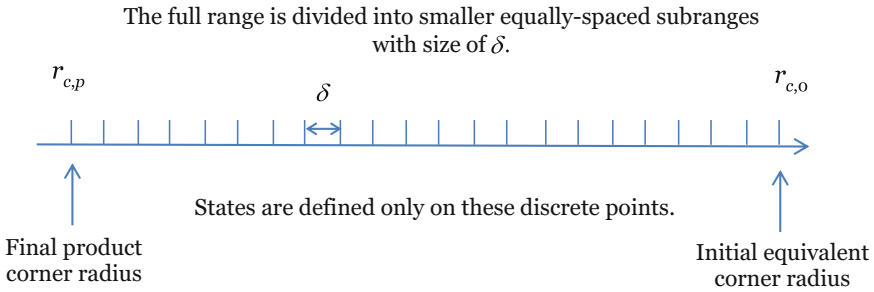 The full range is divided into smaller equally-spaced subranges
with size of δ.
r_{c,p}
r_{c,0}
δ
States are defined only on these discrete points.
Final product
corner radius
Initial equivalent
corner radius